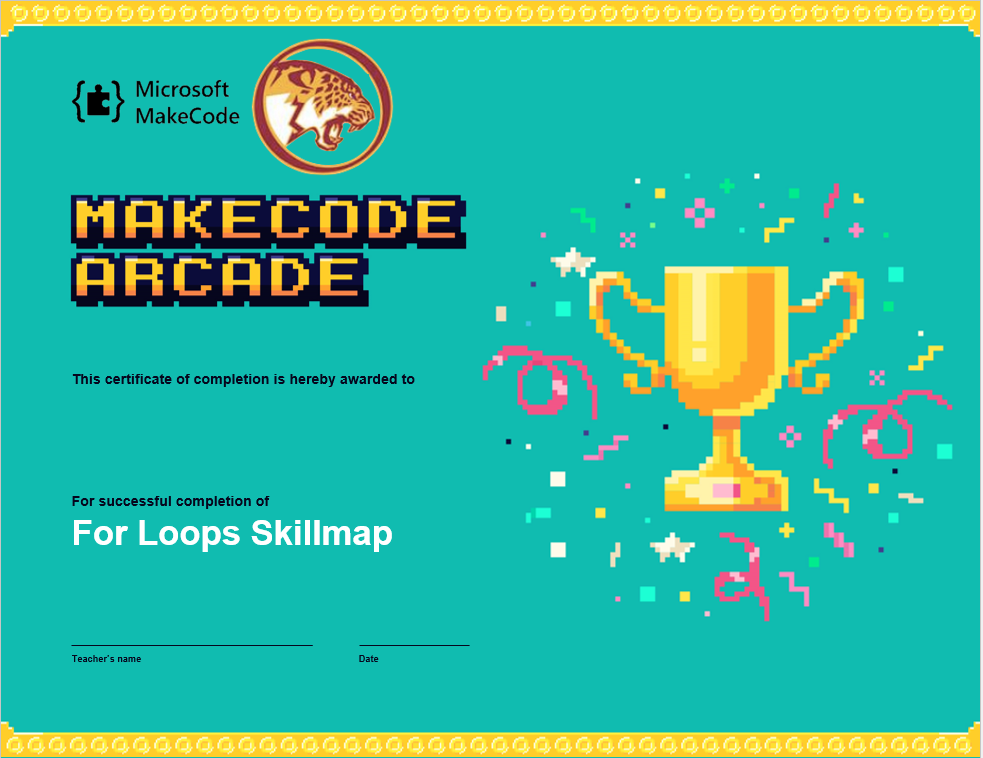 Microsoft
MakeCode
MAKECODE
ARCADE
This certificate of completion is hereby awarded to
For successful completion of
For Loops Skillmap
Teacher's name
Date